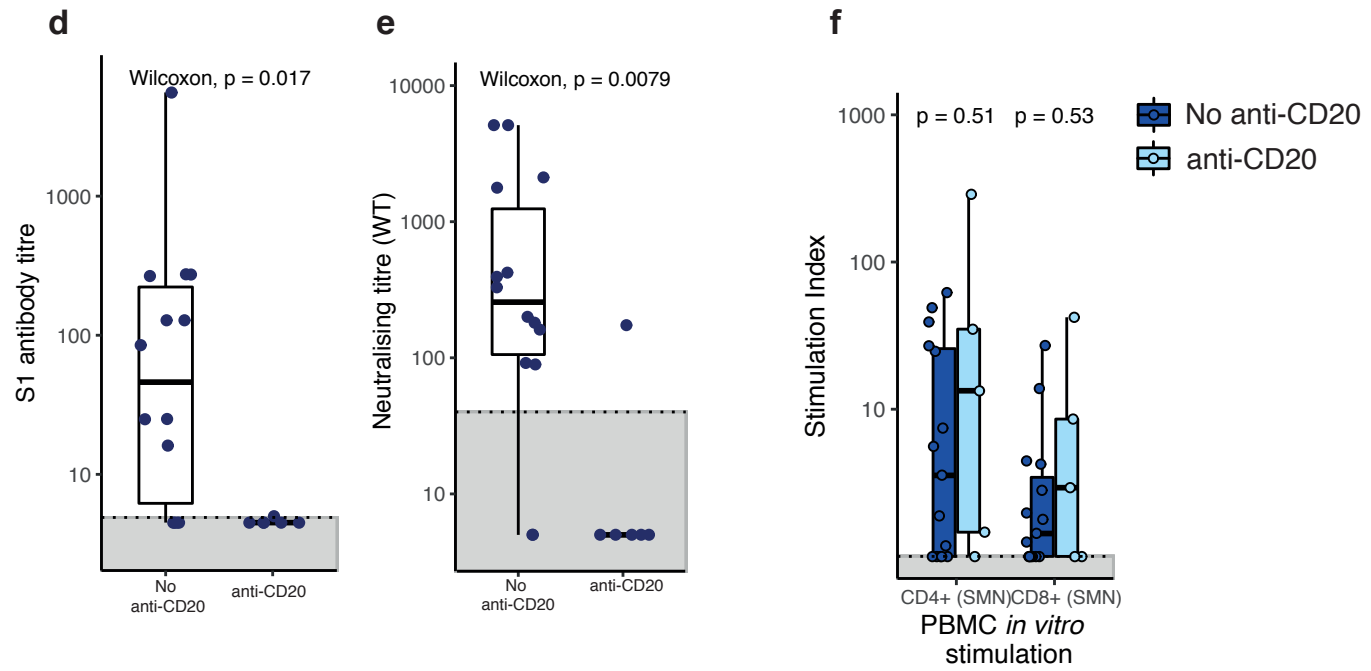 d
Wilcoxon, p = 0.017
S1 antibody titre
1000
100
10
No
anti-CD20
anti-CD20
e
Wilcoxon, p = 0.0079
Neutralising titre (WT)
10000
1000
100
10
No
anti-CD20
anti-CD20
f
p = 0.51
p = 0.53
Stimulation Index
1000
100
10
CD4+ (SMN)
CD8+ (SMN)
PBMC in vitro
stimulation
No anti-CD20
anti-CD20